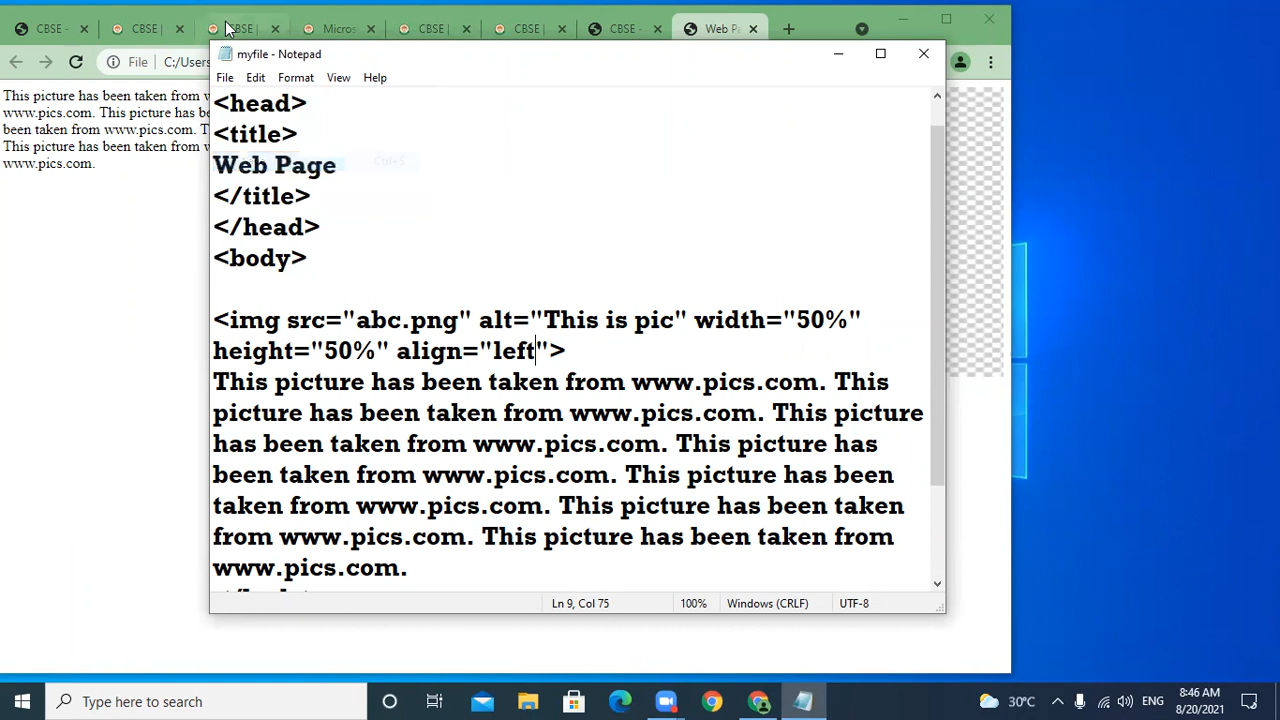 CBSE -
CBSE |
CBSE |
Micros
CBSE |
CBSE |
CBSE -
Web Pa
File
C:/Users
This picture has been taken from w
www.pics.com. This picture has
been taken from www.pics.com. T
This picture has been taken from w
www.pics.com.
myfile - Notepad
File Edit Format View Help
<head>
<title>
Web Page
Ctrl+S
</title>
</head>
<body>
<img src="abc.png" alt="This is pic" width="50%"
height="50%" align="left">
This picture has been taken from www.pics.com. This
picture has been taken from www.pics.com. This picture
has been taken from www.pics.com. This picture has
been taken from www.pics.com. This picture has been
taken from www.pics.com. This picture has been taken
from www.pics.com. This picture has been taken from
www.pics.com.
Ln 9, Col 75
100%
Windows (CRLF)
UTF-8
Type here to search
30°C
ENG
8:46 AM
8/20/2021